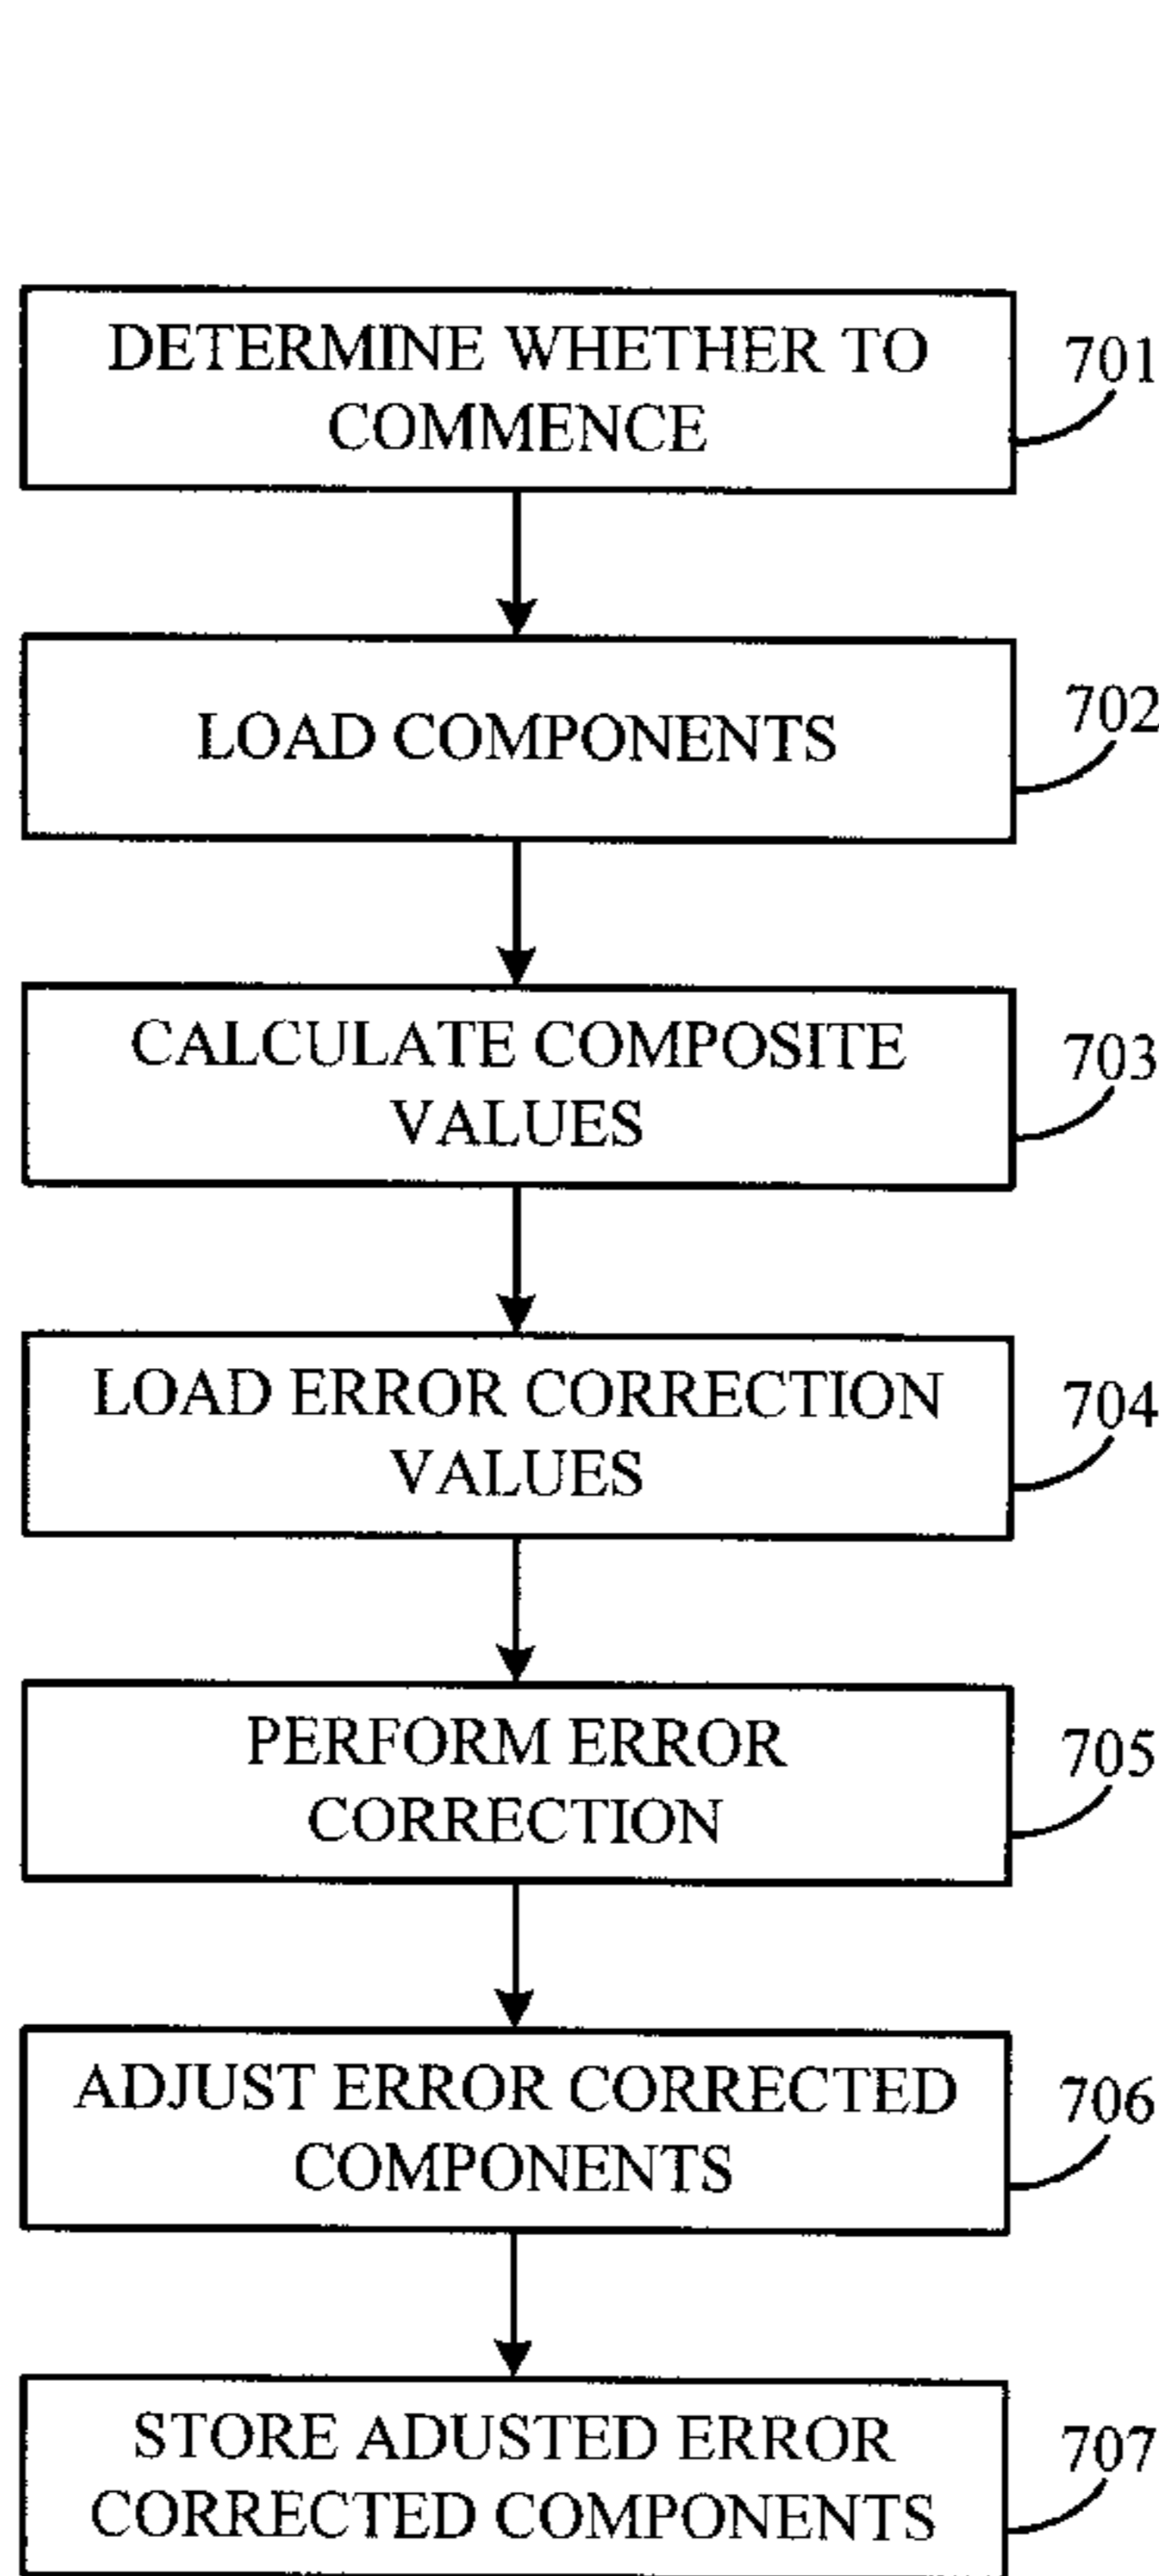 DETERMINE WHETHER TO
COMMENCE
701
LOAD COMPONENTS
702
CALCULATE COMPOSITE
VALUES
703
LOAD ERROR CORRECTION
VALUES
704
PERFORM ERROR
CORRECTION
705
ADJUST ERROR CORRECTED
COMPONENTS
706
STORE ADUSTED ERROR
CORRECTED COMPONENTS
707